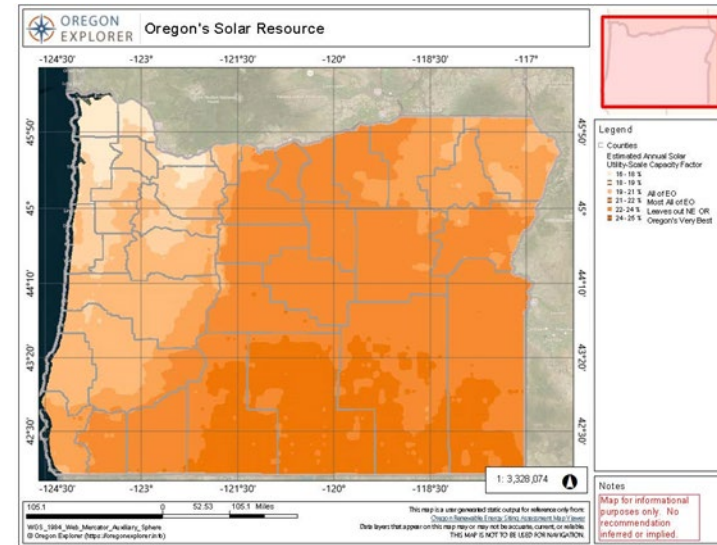 OREGON
EXPLORER
Oregon's Solar Resource
-124°30' -123° -121°30' -120° -118°30' -117°
45°50' 45°50'
45° 45°
44°10' 44°10'
43°20' 43°20'
42°30' 42°30'
-124°30' -123° -121°30' -120° -118°30' -117°
1: 3,328,074
Legend
Counties
Estimated Annual Solar
Utility-Scale Capacity Factor
18 - 19 %
19 - 21 % All of EO
21 - 22 % Most All of EO
22 - 24 % Leaves out NE OR
24 - 25 % Oregon's Very Best
105.1 0 52.53 105.1 Miles
WGS_1984_Web_Mercator_Auxiliary_Sphere
© Oregon Explorer (https://oregonexplorer.info)
This map is a user generated static output for reference only from:
Oregon Renewable Energy Siting Assessment Map Viewer
Data layers that appear on this map may or may not be accurate, current, or reliable.
THIS MAP IS NOT TO BE USED FOR NAVIGATION.
Notes
Map for informational
purposes only. No
recommendation
inferred or implied.